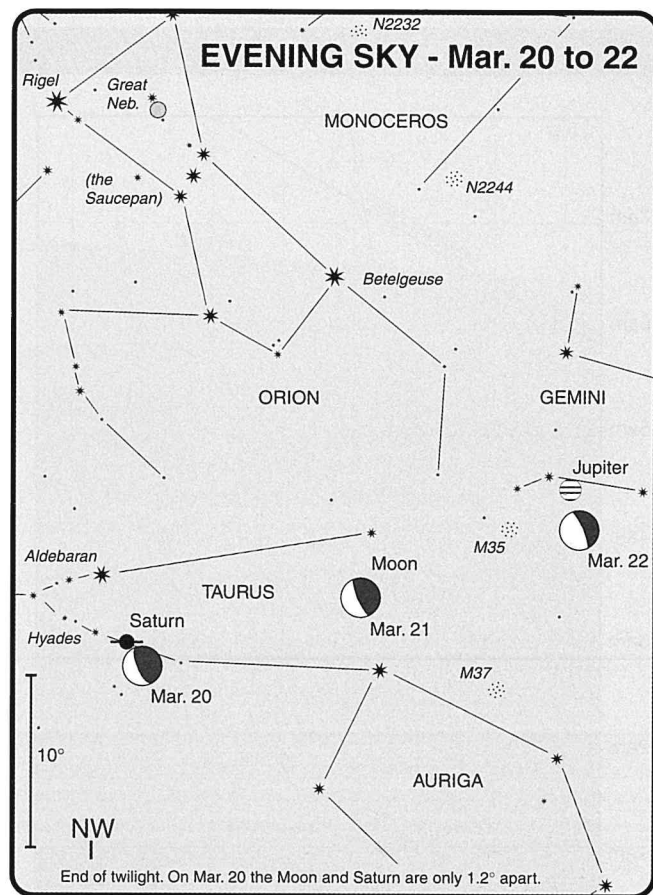 N2232
EVENING SKY - Mar. 20 to 22
Rigel
Great
Neb.
MONOCEROS
(the
Saucepan)
N2244
Betelgeuse
ORION
GEMINI
Jupiter
M35
Mar. 22
Aldebaran
TAURUS
Moon
Mar. 21
Hyades
Saturn
Mar. 20
M37
10°
AURIGA
NW
End of twilight. On Mar. 20 the Moon and Saturn are only 1.2° apart.